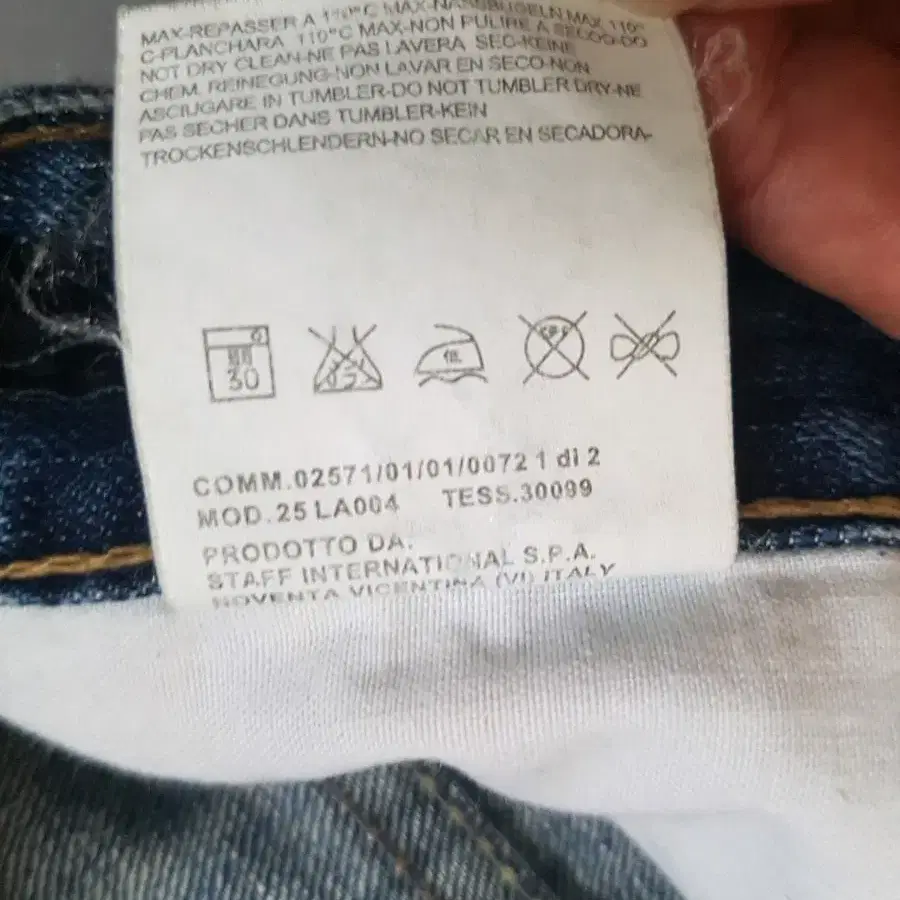 MAX-REPASSER A 110°C MAX-NASSBUGELN MAX 110°
C-PLANCHARA 110°C MAX-NON PULIRE A SECCO-DO
NOT DRY CLEAN-NE PAS LAVERA SEC-KEINE
CHEM. REINEGUNG-NON LAVAR EN SECO-NON
ASCIUGARE IN TUMBLER-DO NOT TUMBLER DRY-NE
PAS SECHER DANS TUMBLER-KEIN
TROCKENSCHLENDERN-NO SECAR EN SECADORA-
30 低
COMM.02571/01/01/0072 1 di 2
MOD.25 LA004 TESS.30099
PRODOTTO DA:
STAFF INTERNATIONAL S.P.A.
NOVENTA VICENTINA (VI) ITALY